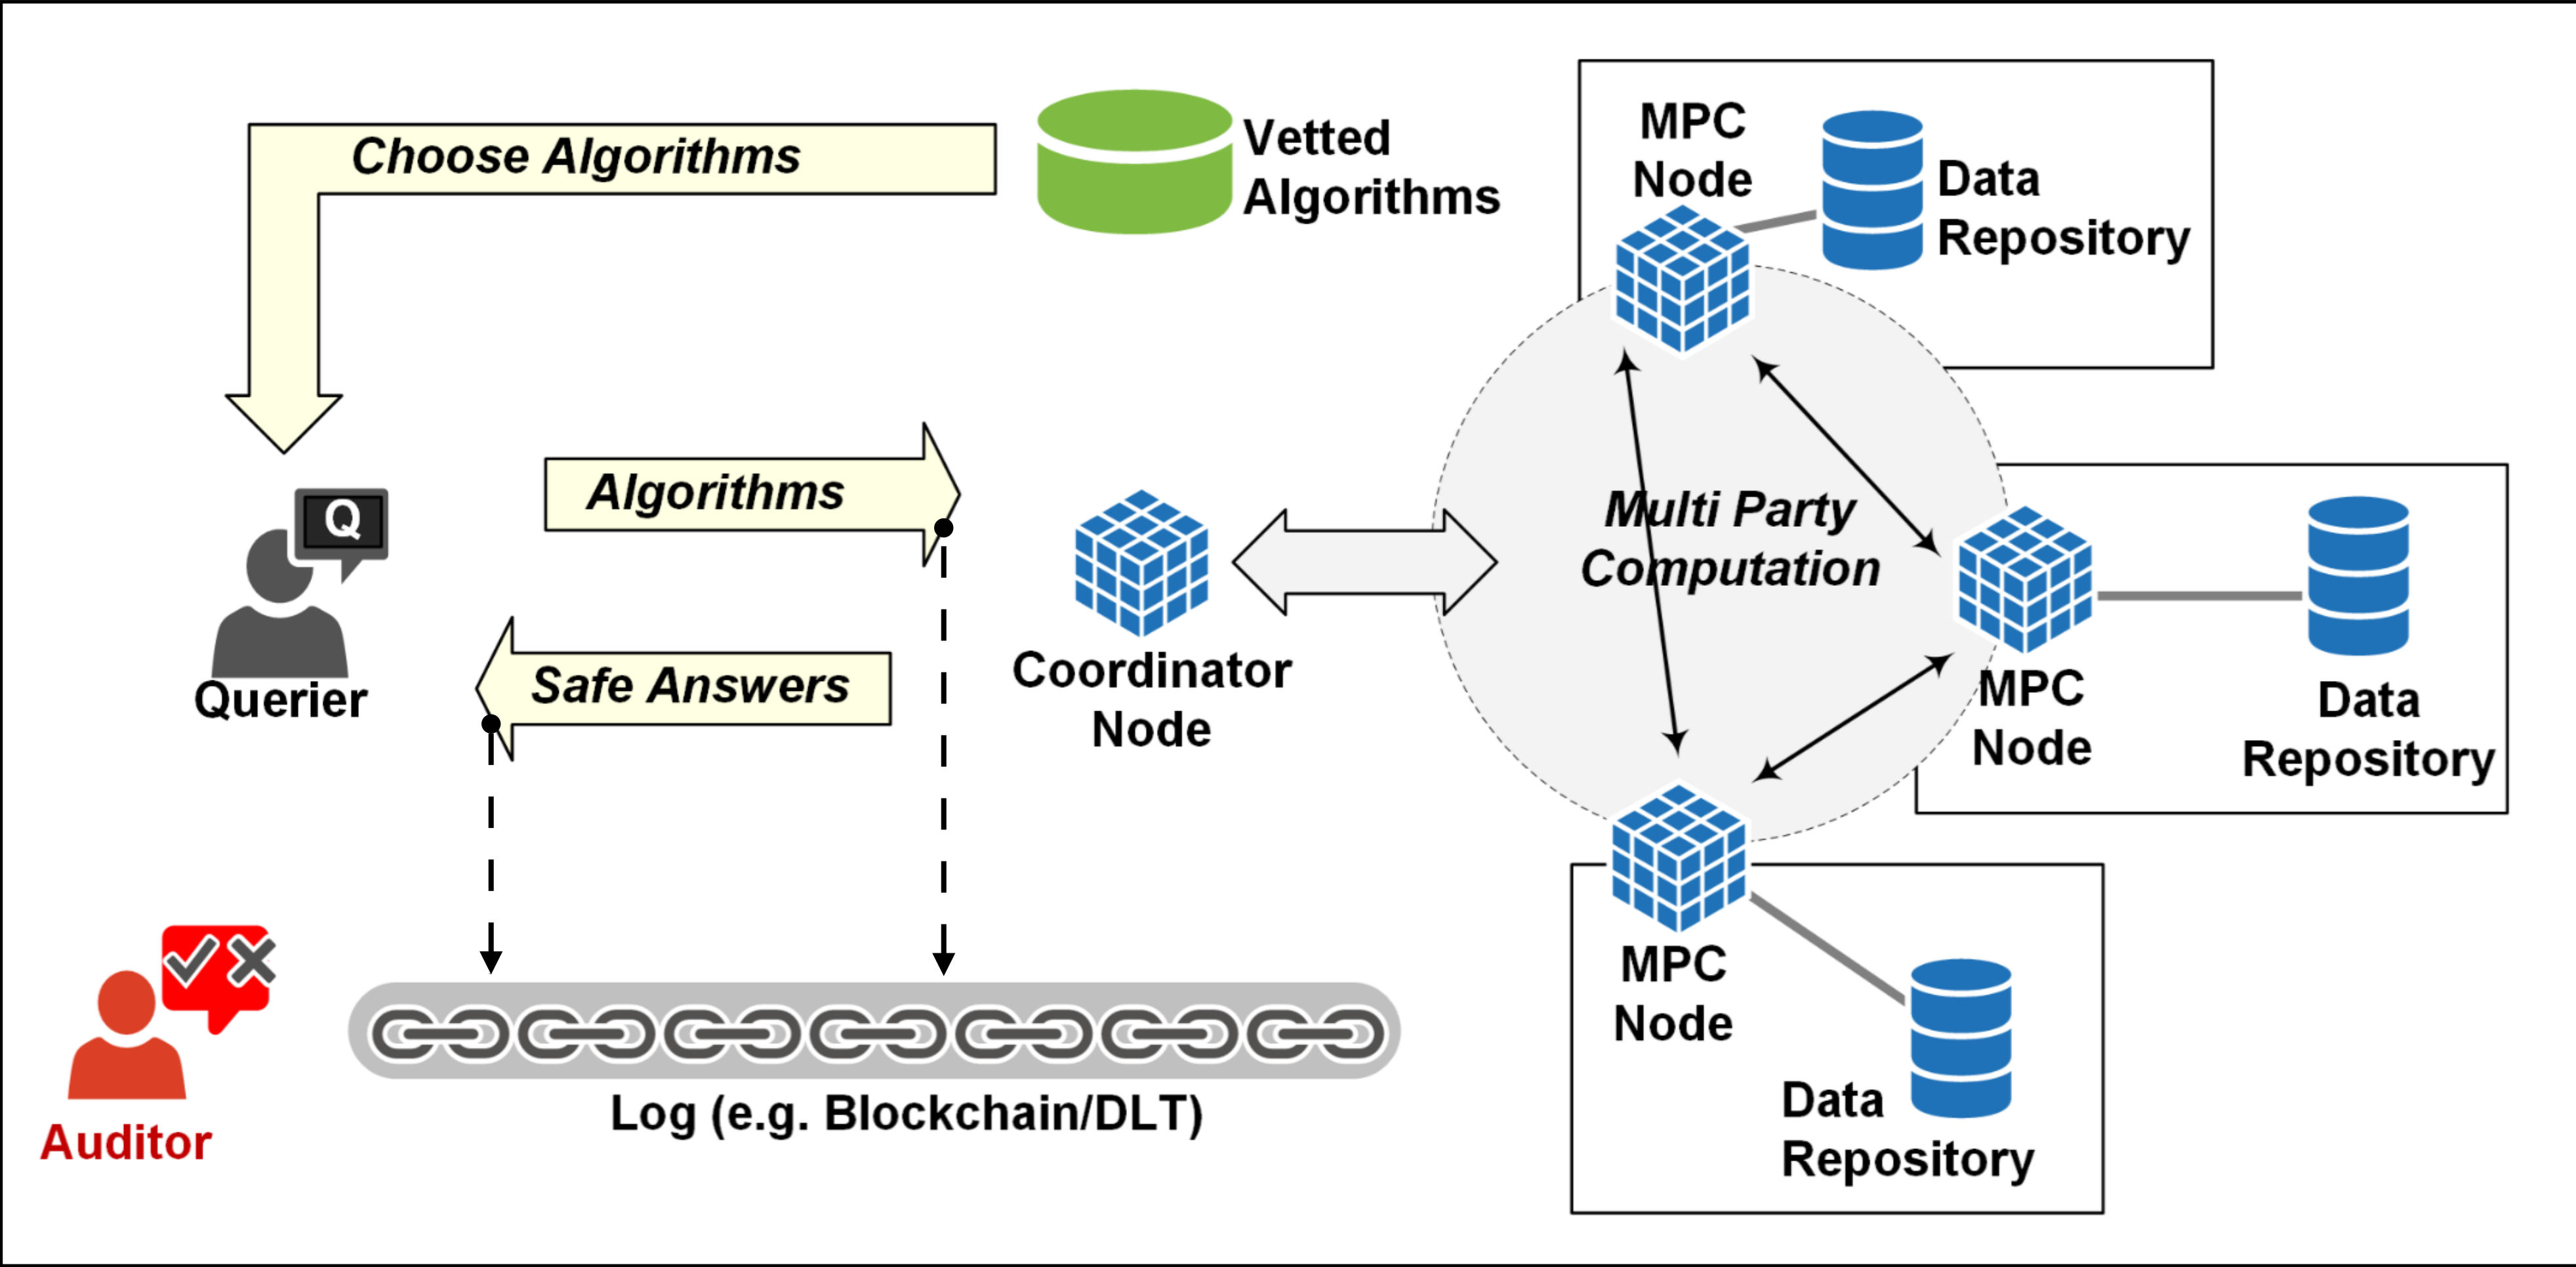 Choose Algorithms
Vetted
Algorithms
MPC
Node
Data
Repository
Q
Querier
Algorithms
Safe Answers
Coordinator
Node
Multi Party
Computation
MPC
Node
Data
Repository
MPC
Node
Data
Repository
Auditor
Log (e.g. Blockchain/DLT)